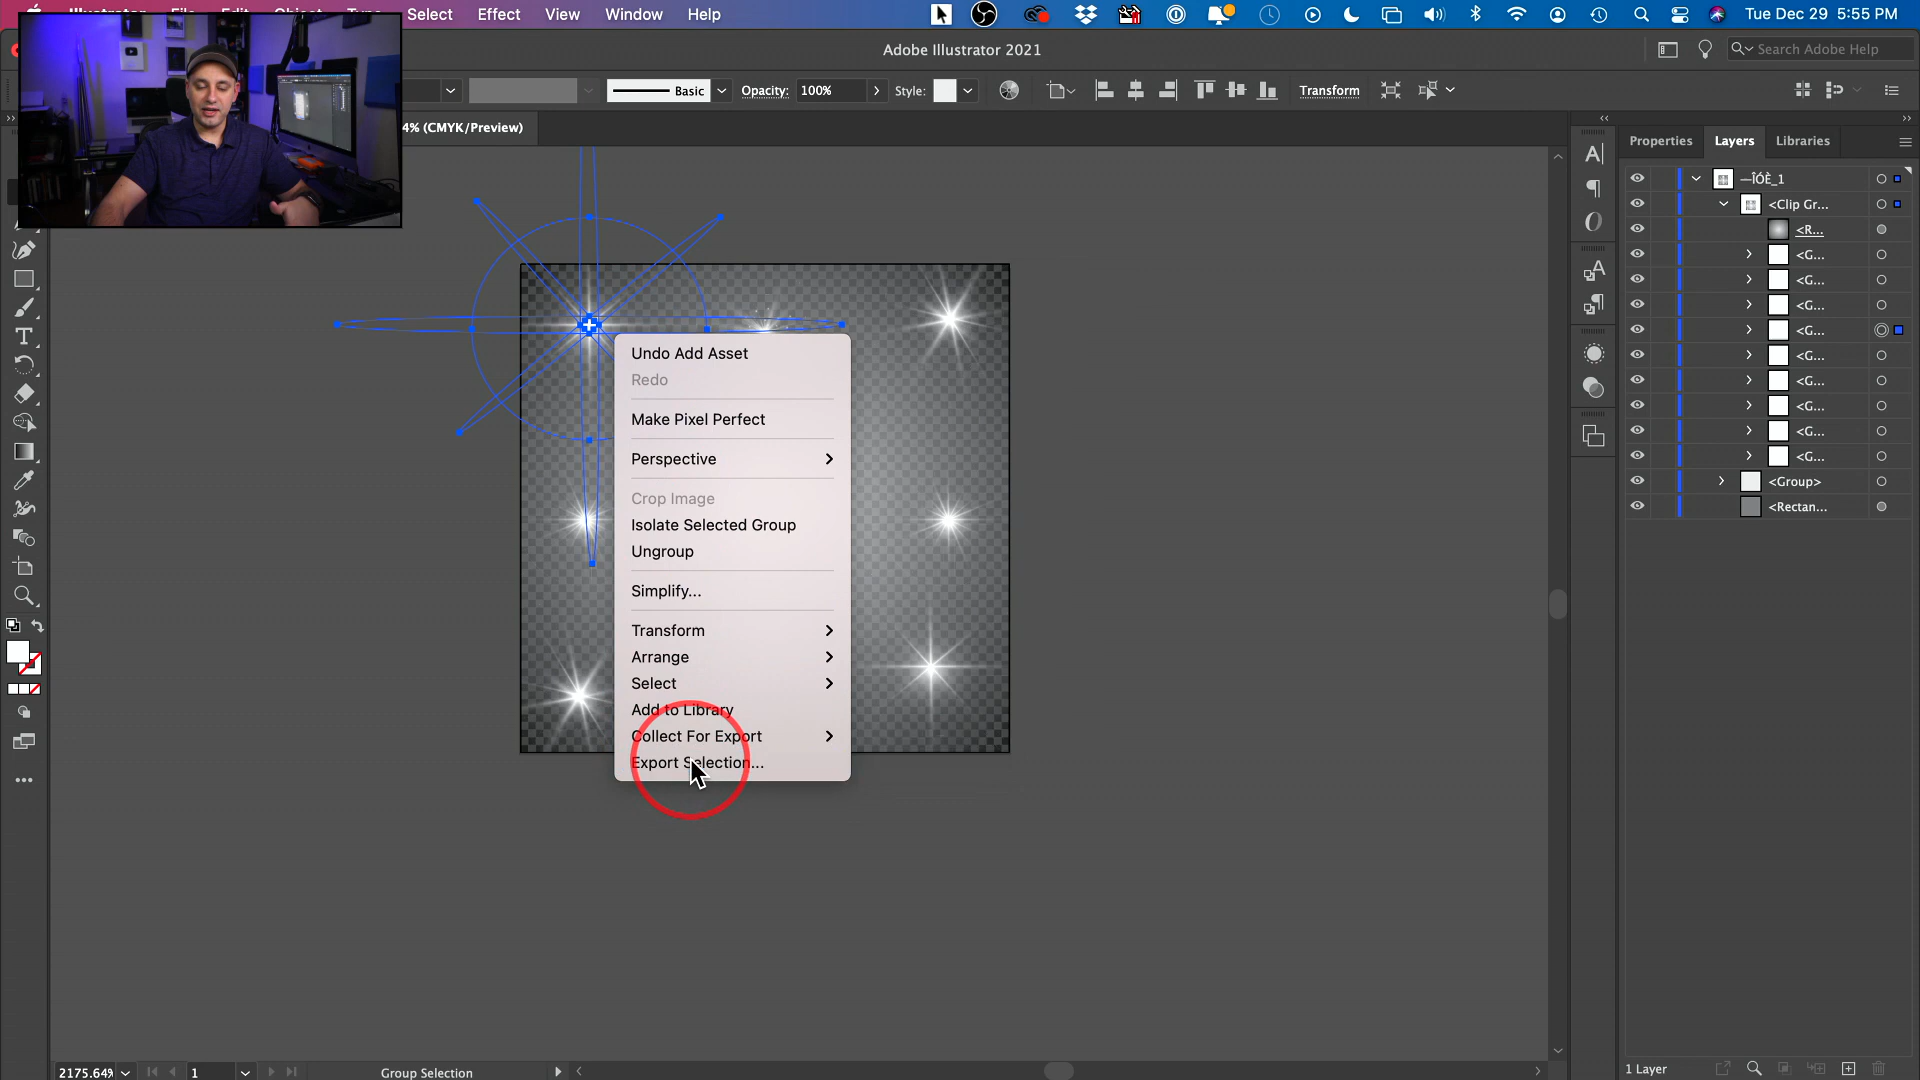 Select Effect View Window Help Tue Dec 29 5:55 PM
Adobe Illustrator 2021
Search Adobe Help
Basic Opacity: 100% Style: Transform
4% (CMYK/Preview)
Properties Layers Libraries
—ÎÓÈ_1
<Clip Gr...
<R...
<G...
<G...
<G...
<G...
<G...
<G...
<G...
<G...
<G...
<Group>
<Rectan...
Undo Add Asset
Redo
Make Pixel Perfect
Perspective
Crop Image
Isolate Selected Group
Ungroup
Simplify...
Transform
Arrange
Select
Add to Library
Collect For Export
Export Selection...
2175.64% 1 Group Selection
1 Layer